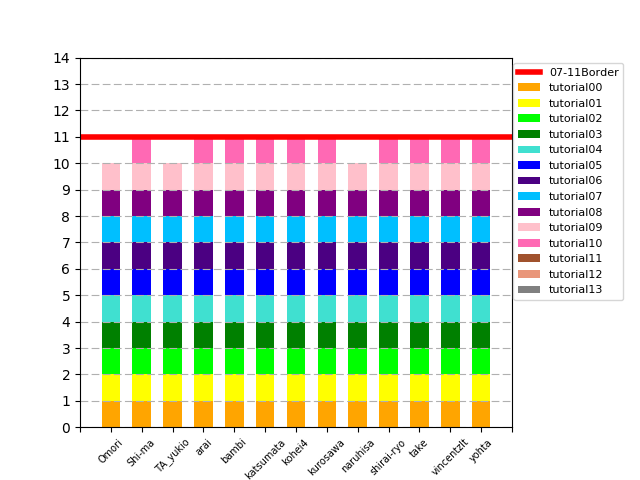 14
13
12
11
10
9
8
7
6
5
4
3
2
1
0
Omori
Shi-ma
TA_yukio
arai
bambi
katsumata
kohei4
kurosawa
naruhisa
shirai-ryo
take
vincentzlt
yohta
07-11Border
tutorial00
tutorial01
tutorial02
tutorial03
tutorial04
tutorial05
tutorial06
tutorial07
tutorial08
tutorial09
tutorial10
tutorial11
tutorial12
tutorial13